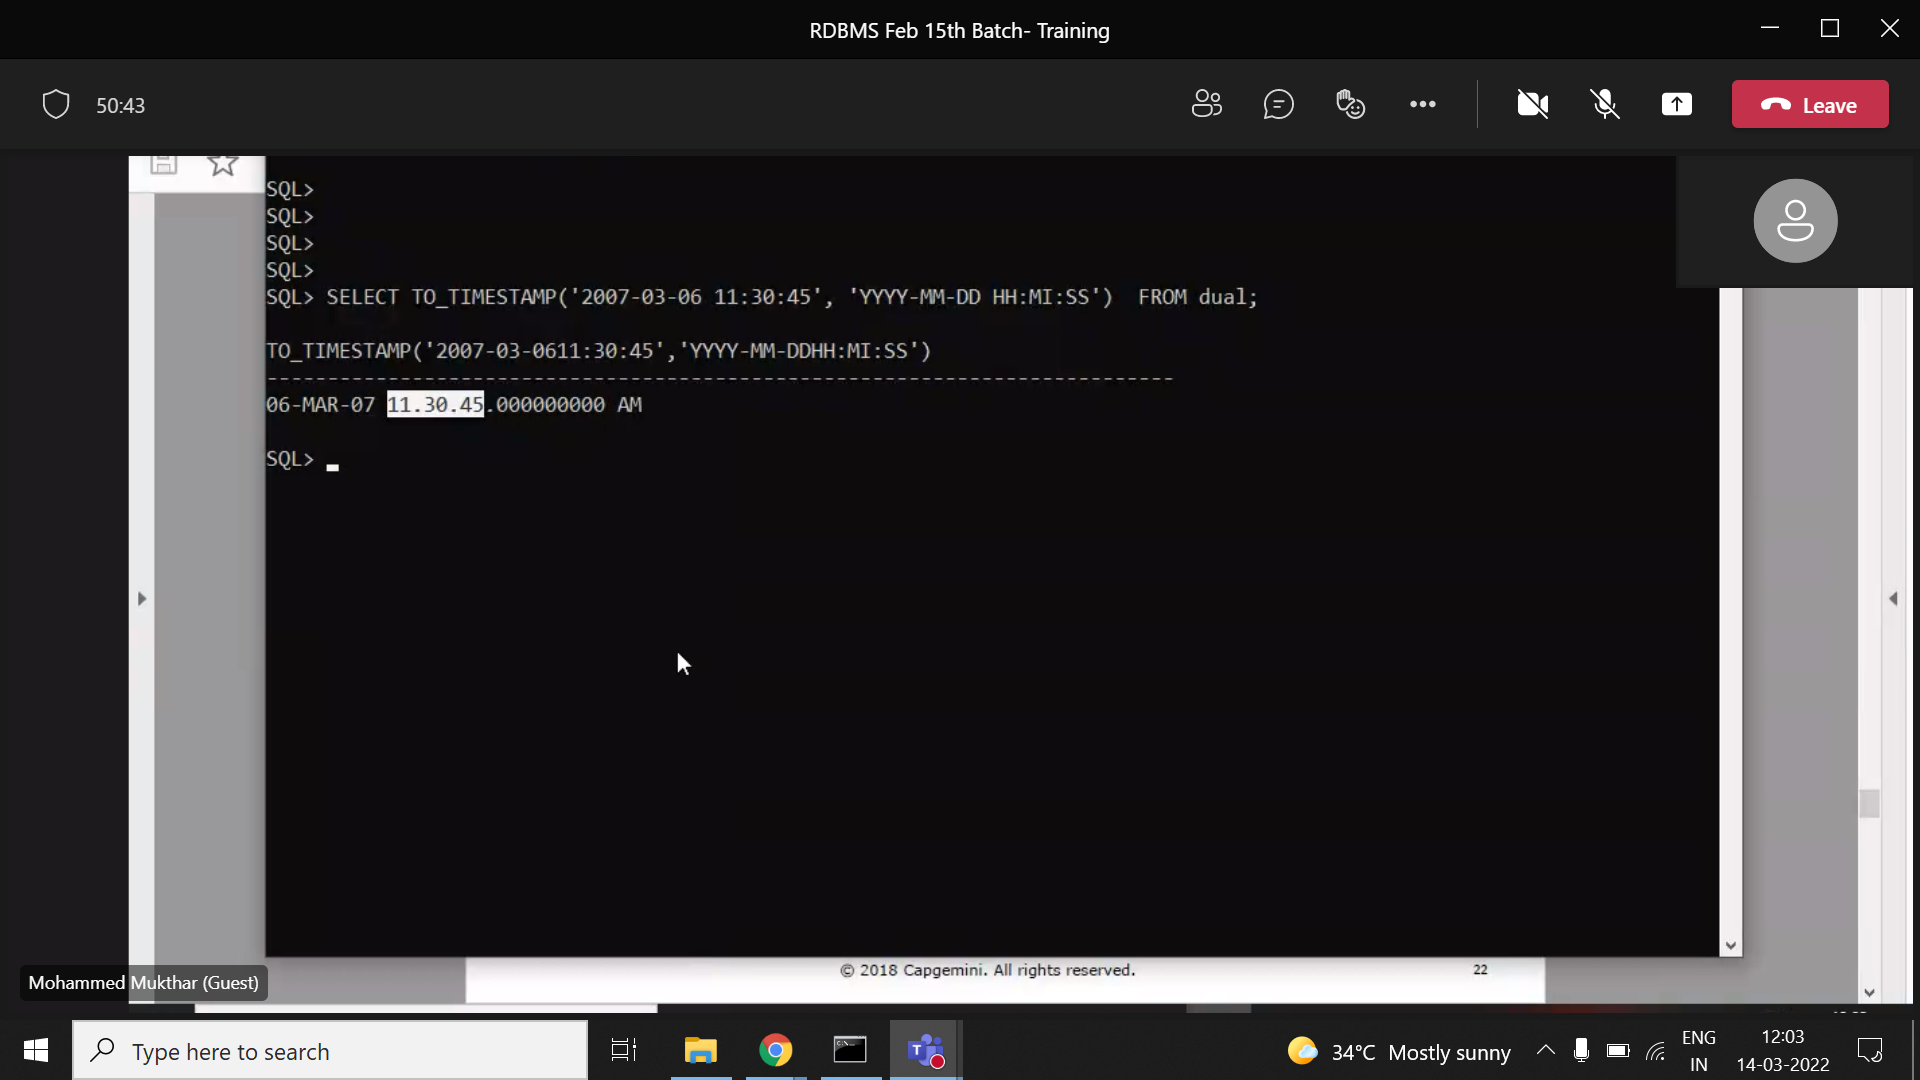 RDBMS Feb 15th Batch- Training
50:43
Leave
SQL>
SQL>
SQL>
SQL>
SQL> SELECT TO_TIMESTAMP('2007-03-06 11:30:45', 'YYYY-MM-DD HH:MI:SS')  FROM dual;
TO_TIMESTAMP('2007-03-0611:30:45','YYYY-MM-DDHH:MI:SS')
---------------------------------------------------------------------------
06-MAR-07 11.30.45.000000000 AM
SQL>
© 2018 Capgemini. All rights reserved.
22
Mohammed Mukthar (Guest)
Type here to search
34°C Mostly sunny
ENG
IN
12:03
14-03-2022